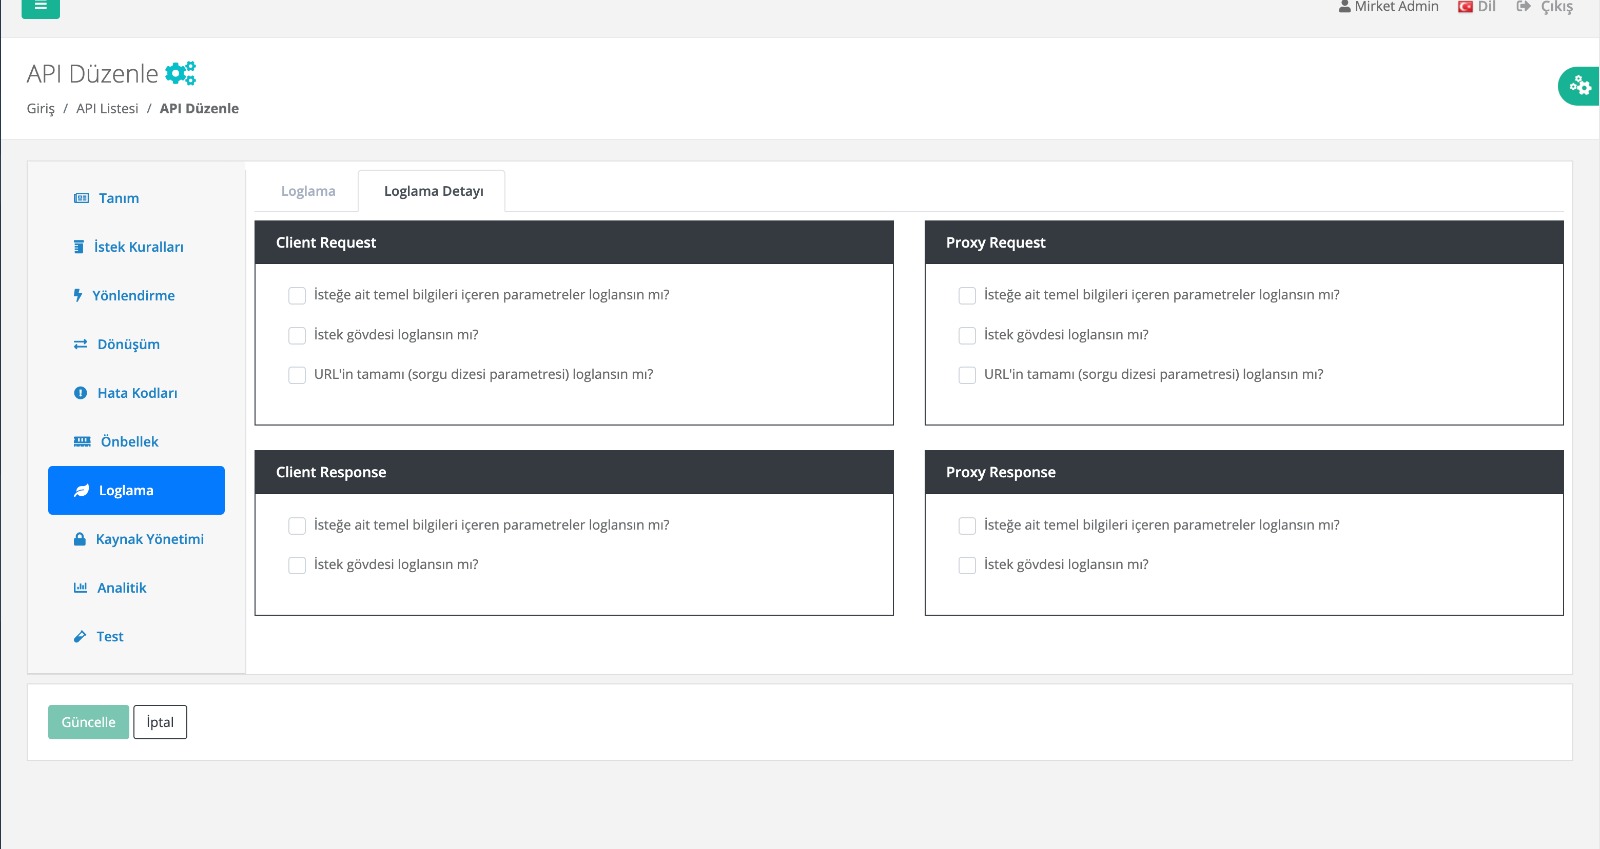 Mirket Admin
Dil
Çıkış
API Düzenle
Giriş / API Listesi / API Düzenle
Tanım
İstek Kuralları
Yönlendirme
Dönüşüm
Hata Kodları
Önbellek
Loglama
Kaynak Yönetimi
Analitik
Test
Loglama
Loglama Detayı
Client Request
İsteğe ait temel bilgileri içeren parametreler loglansın mı?
İstek gövdesi loglansın mı?
URL'in tamamı (sorgu dizesi parametresi) loglansın mı?
Proxy Request
İsteğe ait temel bilgileri içeren parametreler loglansın mı?
İstek gövdesi loglansın mı?
URL'in tamamı (sorgu dizesi parametresi) loglansın mı?
Client Response
İsteğe ait temel bilgileri içeren parametreler loglansın mı?
İstek gövdesi loglansın mı?
Proxy Response
İsteğe ait temel bilgileri içeren parametreler loglansın mı?
İstek gövdesi loglansın mı?
Güncelle
İptal